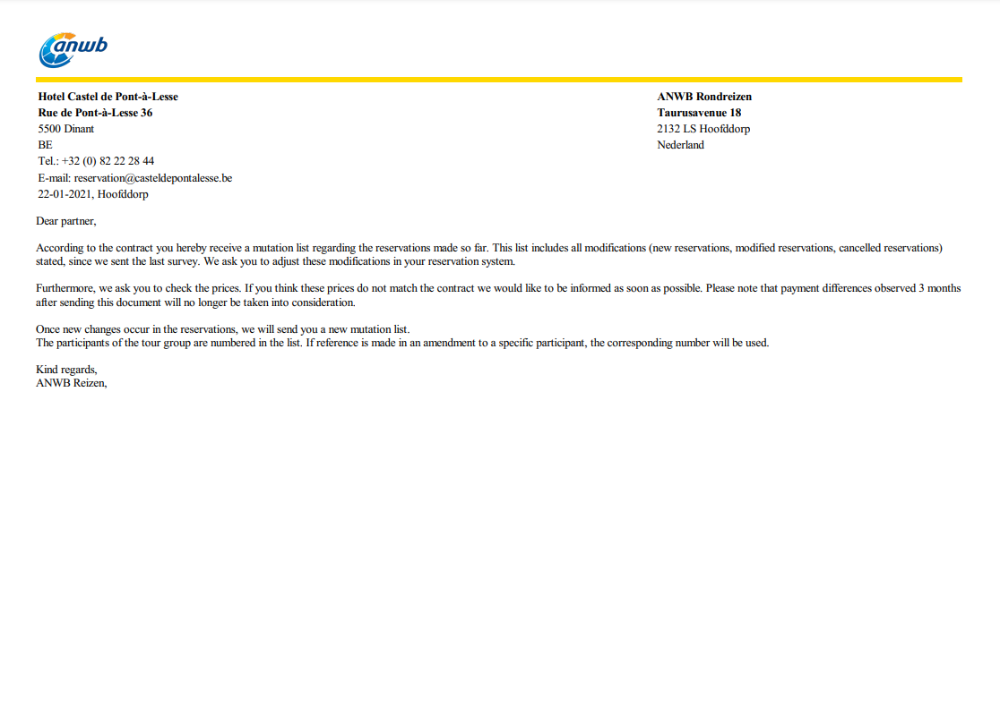 anwb
Hotel Castel de Pont-à-Lesse
Rue de Pont-à-Lesse 36
5500 Dinant
BE
Tel.: +32 (0) 82 22 28 44
E-mail: reservation@casteldepontalesse.be
22-01-2021, Hoofddorp
ANWB Rondreizen
Taurusavenue 18
2132 LS Hoofddorp
Nederland
Dear partner,
According to the contract you hereby receive a mutation list regarding the reservations made so far. This list includes all modifications (new reservations, modified reservations, cancelled reservations)
stated, since we sent the last survey. We ask you to adjust these modifications in your reservation system.
Furthermore, we ask you to check the prices. If you think these prices do not match the contract we would like to be informed as soon as possible. Please note that payment differences observed 3 months
after sending this document will no longer be taken into consideration.
Once new changes occur in the reservations, we will send you a new mutation list.
The participants of the tour group are numbered in the list. If reference is made in an amendment to a specific participant, the corresponding number will be used.
Kind regards,
ANWB Reizen,